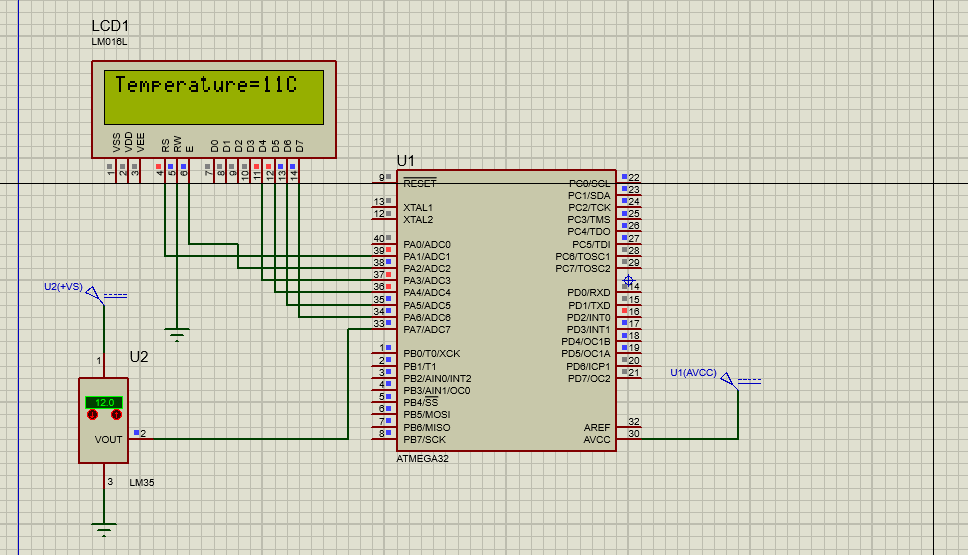 LCD1
LM016L
Temperature=11C
VSS
VDD
VEE
RS
RW
E
D0
D1
D2
D3
D4
D5
D6
D7
1
2
3
4
5
6
7
8
9
10
11
12
13
14
U1
9 RESET
13 XTAL1
12 XTAL2
40 PA0/ADC0
39 PA1/ADC1
38 PA2/ADC2
37 PA3/ADC3
36 PA4/ADC4
35 PA5/ADC5
34 PA6/ADC6
33 PA7/ADC7
1 PB0/T0/XCK
2 PB1/T1
3 PB2/AIN0/INT2
4 PB3/AIN1/OC0
5 PB4/SS
6 PB5/MOSI
7 PB6/MISO
8 PB7/SCK
PC0/SCL 22
PC1/SDA 23
PC2/TCK 24
PC3/TMS 25
PC4/TDO 26
PC5/TDI 27
PC6/TOSC1 28
PC7/TOSC2 29
PD0/RXD 14
PD1/TXD 15
PD2/INT0 16
PD3/INT1 17
PD4/OC1B 18
PD5/OC1A 19
PD6/ICP1 20
PD7/OC2 21
AREF 32
AVCC 30
ATMEGA32
U1(AVCC)
U2(+VS)
1
U2
12.0
VOUT 2
3
LM35